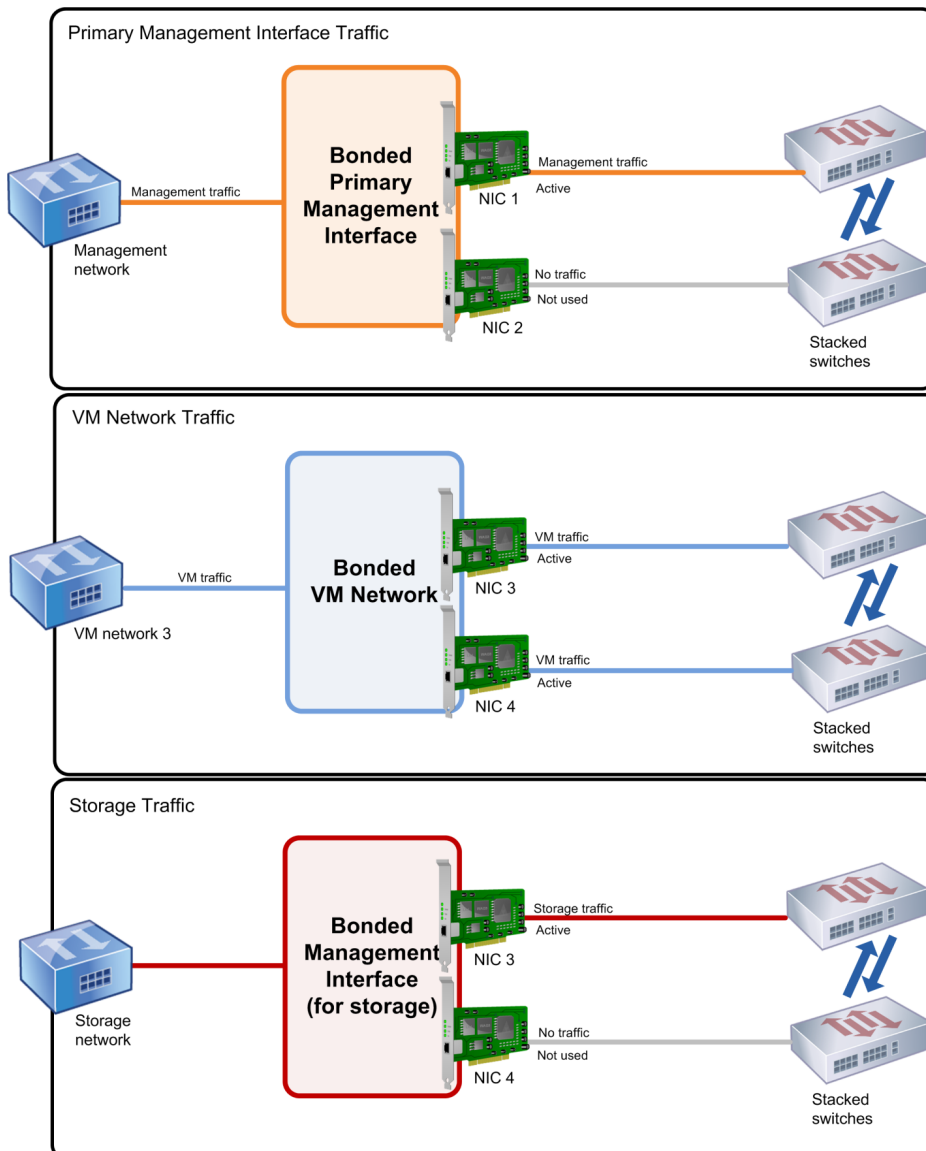 Primary Management Interface Traffic
Management traffic
Management
network
Bonded
Primary
Management
Interface
NIC 1
Management traffic
Active
NIC 2
No traffic
Not used
Stacked
switches
VM Network Traffic
VM traffic
VM network 3
Bonded
VM Network
NIC 3
VM traffic
Active
NIC 4
VM traffic
Active
Stacked
switches
Storage Traffic
Storage
network
Bonded
Management
Interface
(for storage)
NIC 3
Storage traffic
Active
NIC 4
No traffic
Not used
Stacked
switches